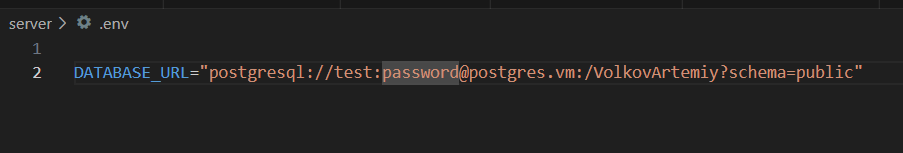 server > .env
1
2 DATABASE_URL="postgresql://test:password@postgres.vm:/VolkovArtemiy?schema=public"